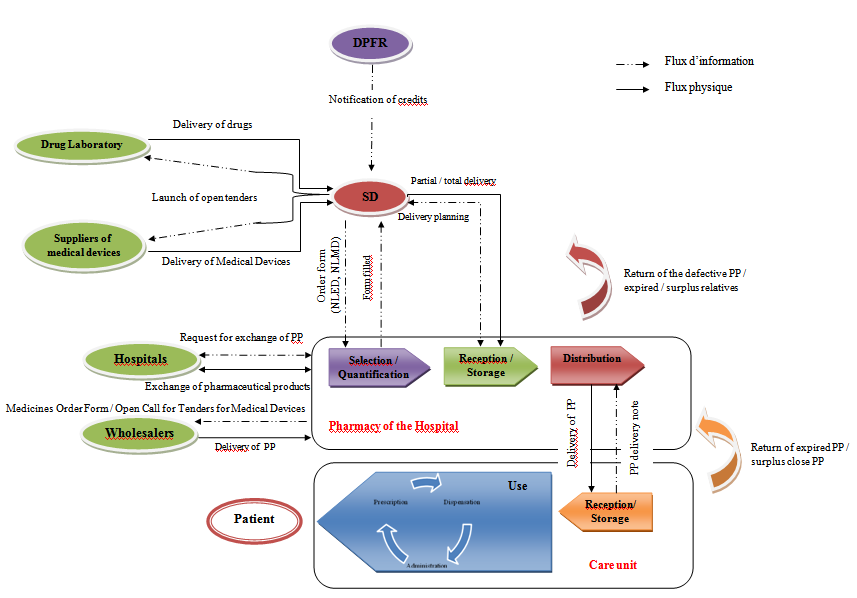 DPFR
Flux d'information
Flux physique
Notification of credits
Delivery of drugs
Drug Laboratory
Partial / total delivery
SD
Launch of open tenders
Delivery planning
Suppliers of
medical devices
Delivery of Medical Devices
Order form
(NLED, NLMD)
Form filled
Return of the defective PP /
expired / surplus relatives
Request for exchange of PP
Hospitals
Exchange of pharmaceutical products
Selection /
Quantification
Reception /
Storage
Distribution
Medicines Order Form / Open Call for Tenders for Medical Devices
Wholesalers
Delivery of PP
Pharmacy of the Hospital
Delivery of PP
PP delivery note
Return of expired PP /
surplus close PP
Use
Prescription
Dispensation
Administration
Patient
Reception/
Storage
Care unit